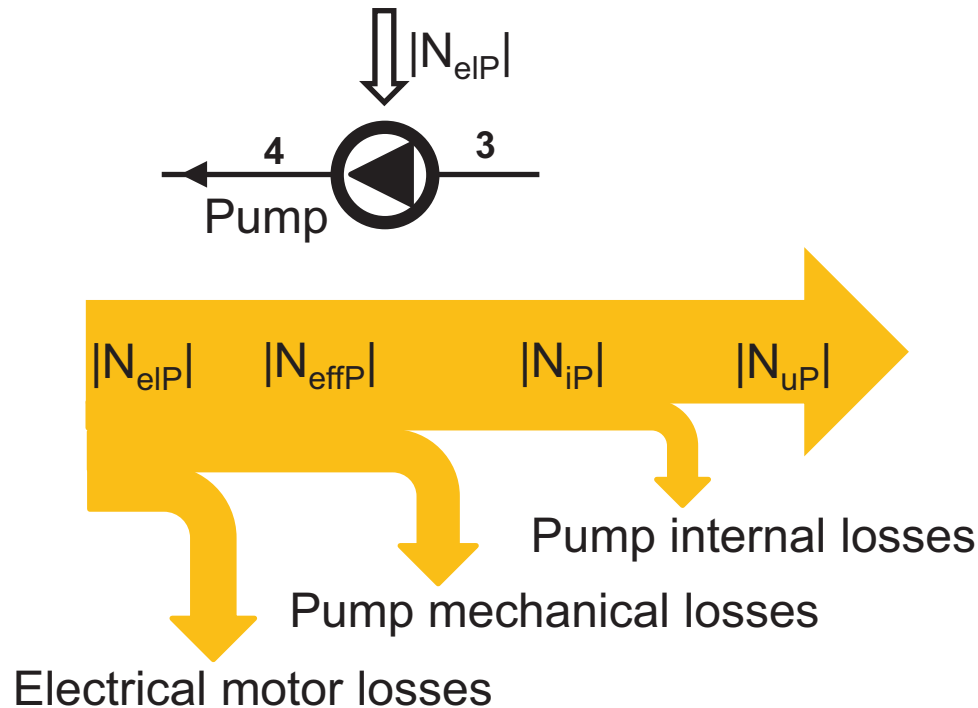 |NelP|
4 3
Pump
|NelP| |NeffP| |NiP| |NuP|
Pump internal losses
Pump mechanical losses
Electrical motor losses